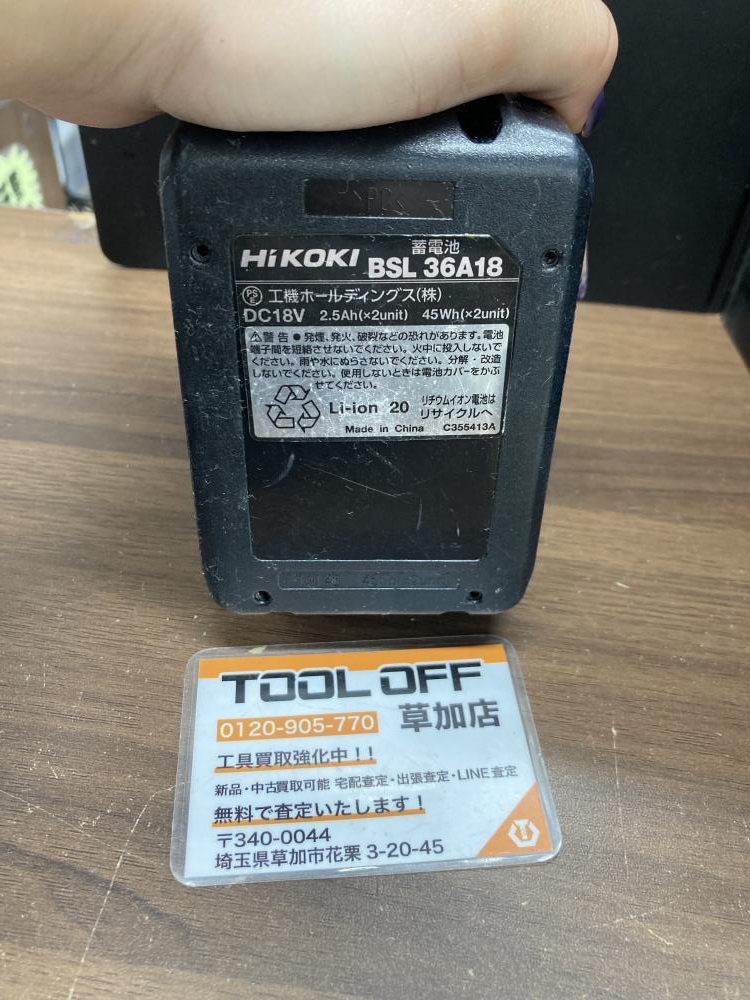 >PC<
HiKOKI 蓄電池
BSL 36A18
PSE 工機ホールディングス(株)
DC18V 2.5Ah(×2unit) 45Wh(×2unit)
⚠警告 ●発煙、発火、破裂などの恐れがあります。電池
端子間を短絡させないでください。火中に投入しないで
ください。雨や水にぬらさないでください。分解・改造
しないでください。使用しないときは電池カバーをかぶ
せてください。
Li-ion 20 リチウムイオン電池は
リサイクルへ
Made in China C355413A
TOOL OFF
0120-905-770 草加店
工具買取強化中!!
新品・中古買取可能 宅配査定・出張査定・LINE査定
無料で査定いたします!
〒340-0044
埼玉県草加市花栗 3-20-45